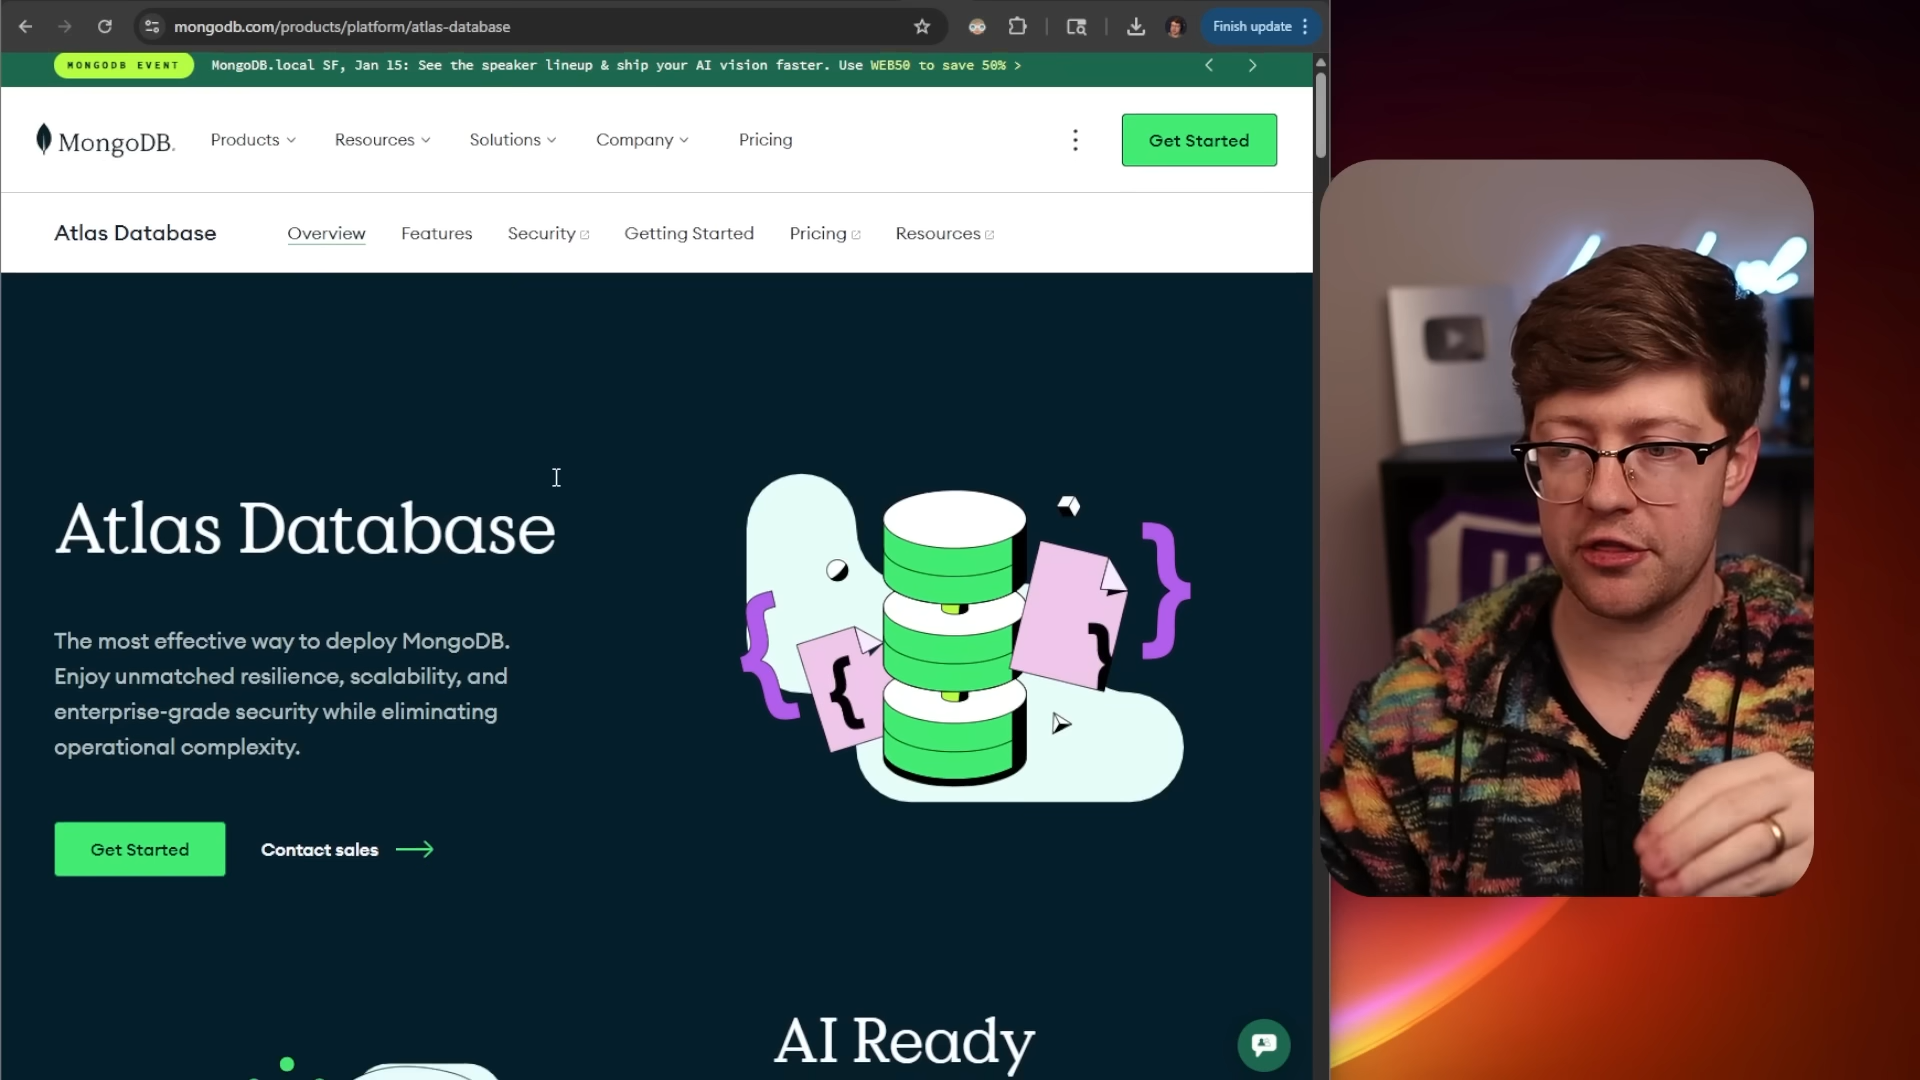 mongodb.com/products/platform/atlas-database
Finish update
MONGODB EVENT
MongoDB.local SF, Jan 15: See the speaker lineup & ship your AI vision faster. Use WEB50 to save 50% >
MongoDB.
Products
Resources
Solutions
Company
Pricing
Get Started
Atlas Database
Overview
Features
Security
Getting Started
Pricing
Resources
Atlas Database
The most effective way to deploy MongoDB.
Enjoy unmatched resilience, scalability, and
enterprise-grade security while eliminating
operational complexity.
Get Started
Contact sales
AI Ready